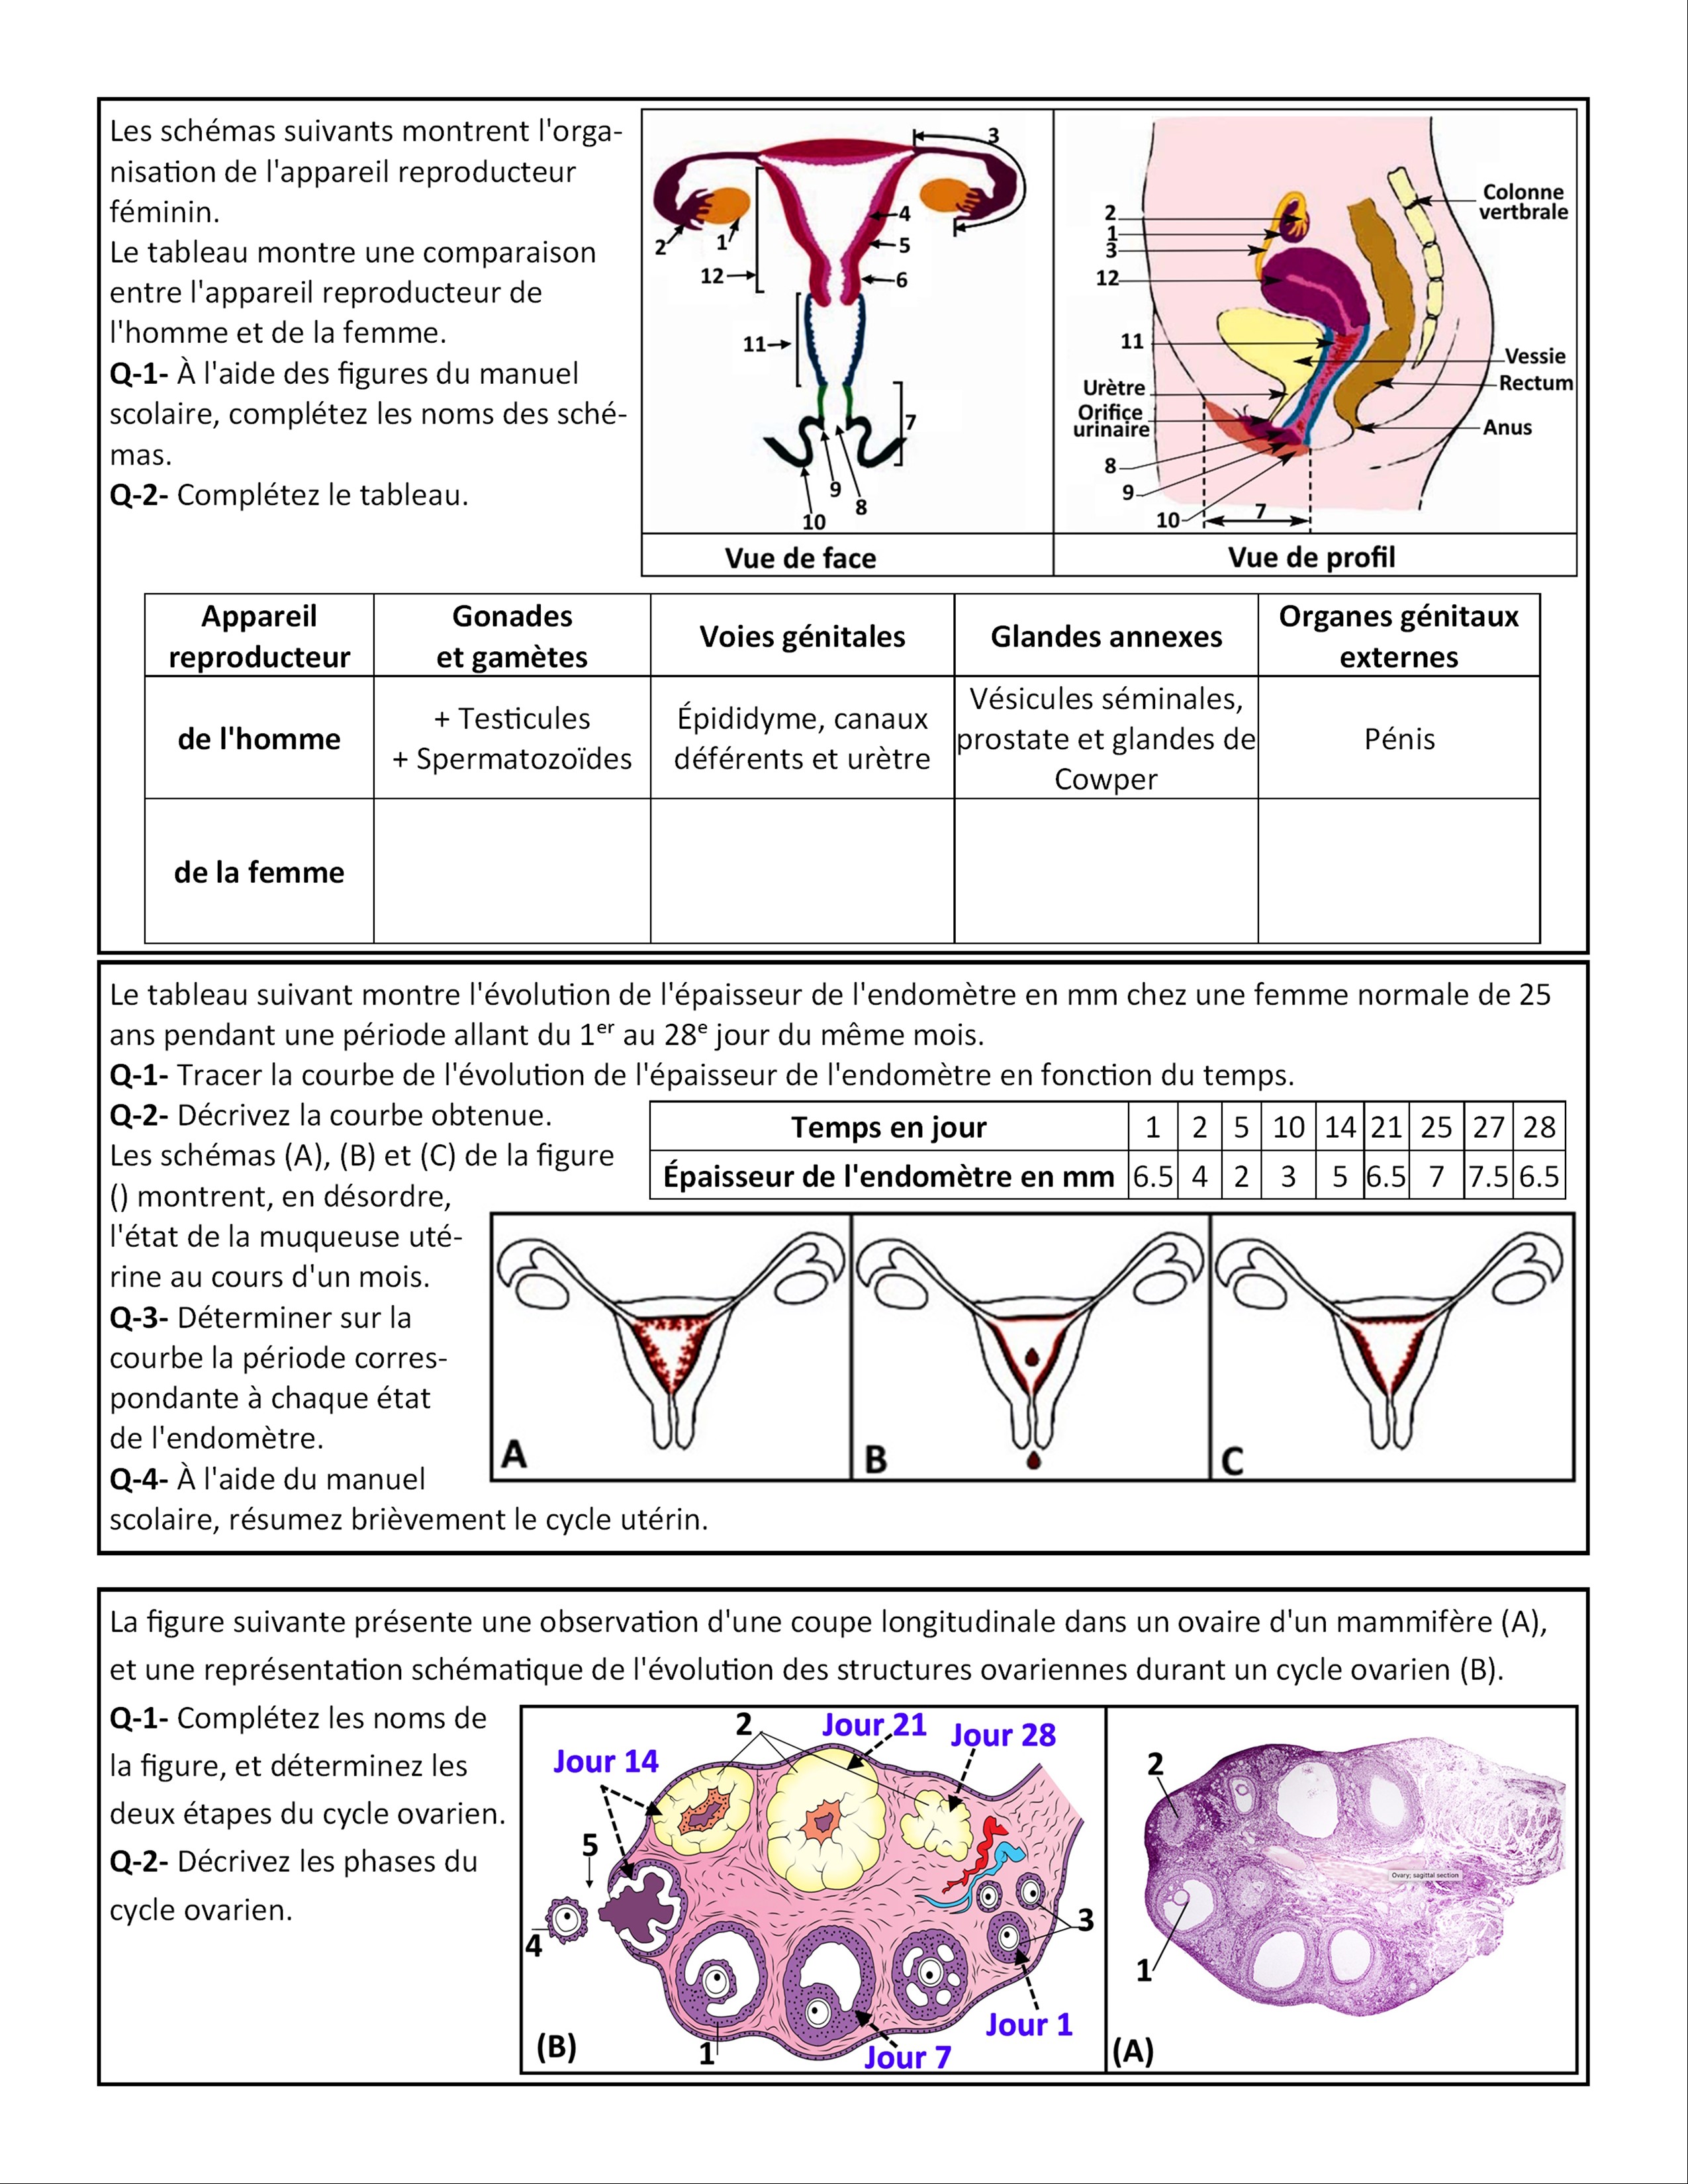 Les schémas suivants montrent l'orga-
nisation de l'appareil reproducteur
féminin.
Le tableau montre une comparaison
entre l'appareil reproducteur de
l'homme et de la femme.
Q-1- À l'aide des figures du manuel
scolaire, complétez les noms des sché-
mas.
Q-2- Complétez le tableau.
3
2
1
4
5
12
6
11
7
9
8
10
Vue de face
Colonne
vertbrale
2
1
3
12
11
Vessie
Rectum
Urètre
Orifice
urinaire
Anus
8
9
10
7
Vue de profil
Appareil
reproducteur
Gonades
et gamètes
Voies génitales
Glandes annexes
Organes génitaux
externes
de l'homme
+ Testicules
+ Spermatozoïdes
Épididyme, canaux
déférents et urètre
Vésicules séminales,
prostate et glandes de
Cowper
Pénis
de la femme
Le tableau suivant montre l'évolution de l'épaisseur de l'endomètre en mm chez une femme normale de 25
ans pendant une période allant du 1er au 28e jour du même mois.
Q-1- Tracer la courbe de l'évolution de l'épaisseur de l'endomètre en fonction du temps.
Q-2- Décrivez la courbe obtenue.
Les schémas (A), (B) et (C) de la figure
() montrent, en désordre,
l'état de la muqueuse uté-
rine au cours d'un mois.
Q-3- Déterminer sur la
courbe la période corres-
pondante à chaque état
de l'endomètre.
Q-4- À l'aide du manuel
scolaire, résumez brièvement le cycle utérin.
Temps en jour 1 2 5 10 14 21 25 27 28
Épaisseur de l'endomètre en mm 6.5 4 2 3 5 6.5 7 7.5 6.5
A
B
C
La figure suivante présente une observation d'une coupe longitudinale dans un ovaire d'un mammifère (A),
et une représentation schématique de l'évolution des structures ovariennes durant un cycle ovarien (B).
Q-1- Complétez les noms de
la figure, et déterminez les
deux étapes du cycle ovarien.
Q-2- Décrivez les phases du
cycle ovarien.
2
Jour 21
Jour 28
Jour 14
5
4
3
Jour 1
1
Jour 7
(B)
2
Ovary; sagittal section
1
(A)